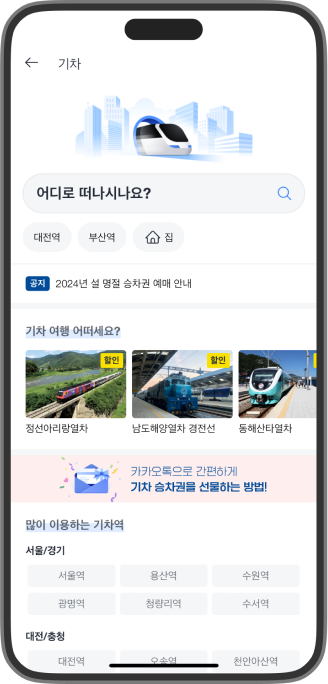 기차
어디로 떠나시나요?
대전역
부산역
집
공지 2024년 설 명절 승차권 예매 안내
기차 여행 어떠세요?
할인
할인
정선아리랑열차
남도해양열차 경전선
동해산타열차
카카오톡으로 간편하게
기차 승차권을 선물하는 방법!
많이 이용하는 기차역
서울/경기
서울역
용산역
수원역
광명역
청량리역
수서역
대전/충청
대전역
오송역
천안아산역